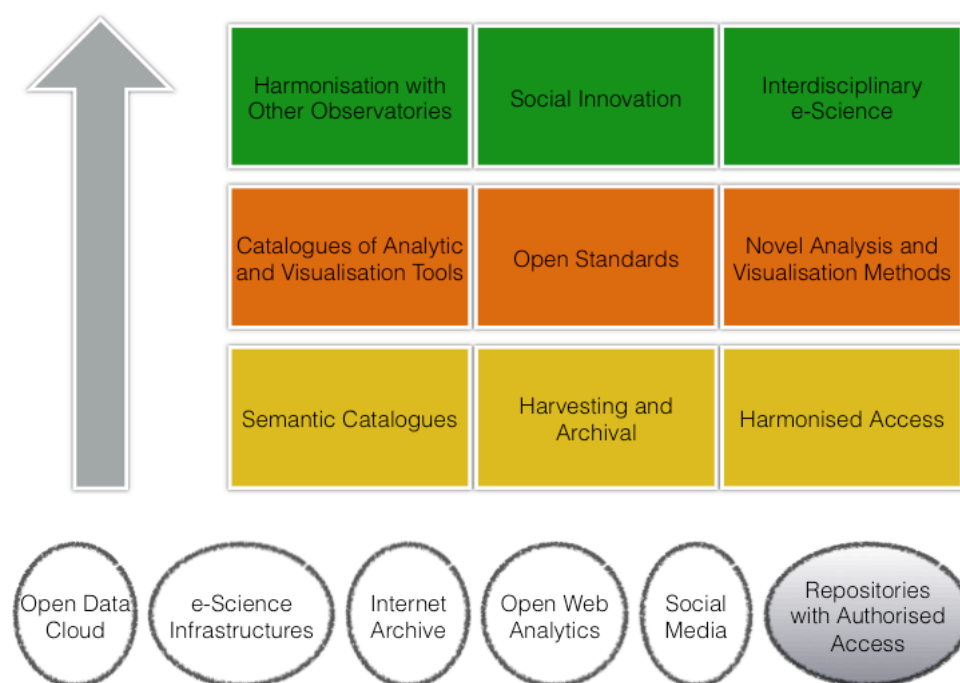 Harmonisation with
Other Observatories
Social Innovation
Interdisciplinary
e-Science
Catalogues of Analytic
and Visualisation Tools
Open Standards
Novel Analysis and
Visualisation Methods
Semantic Catalogues
Harvesting and
Archival
Harmonised Access
Open Data
Cloud
e-Science
Infrastructures
Internet
Archive
Open Web
Analytics
Social
Media
Repositories
with Authorised
Access